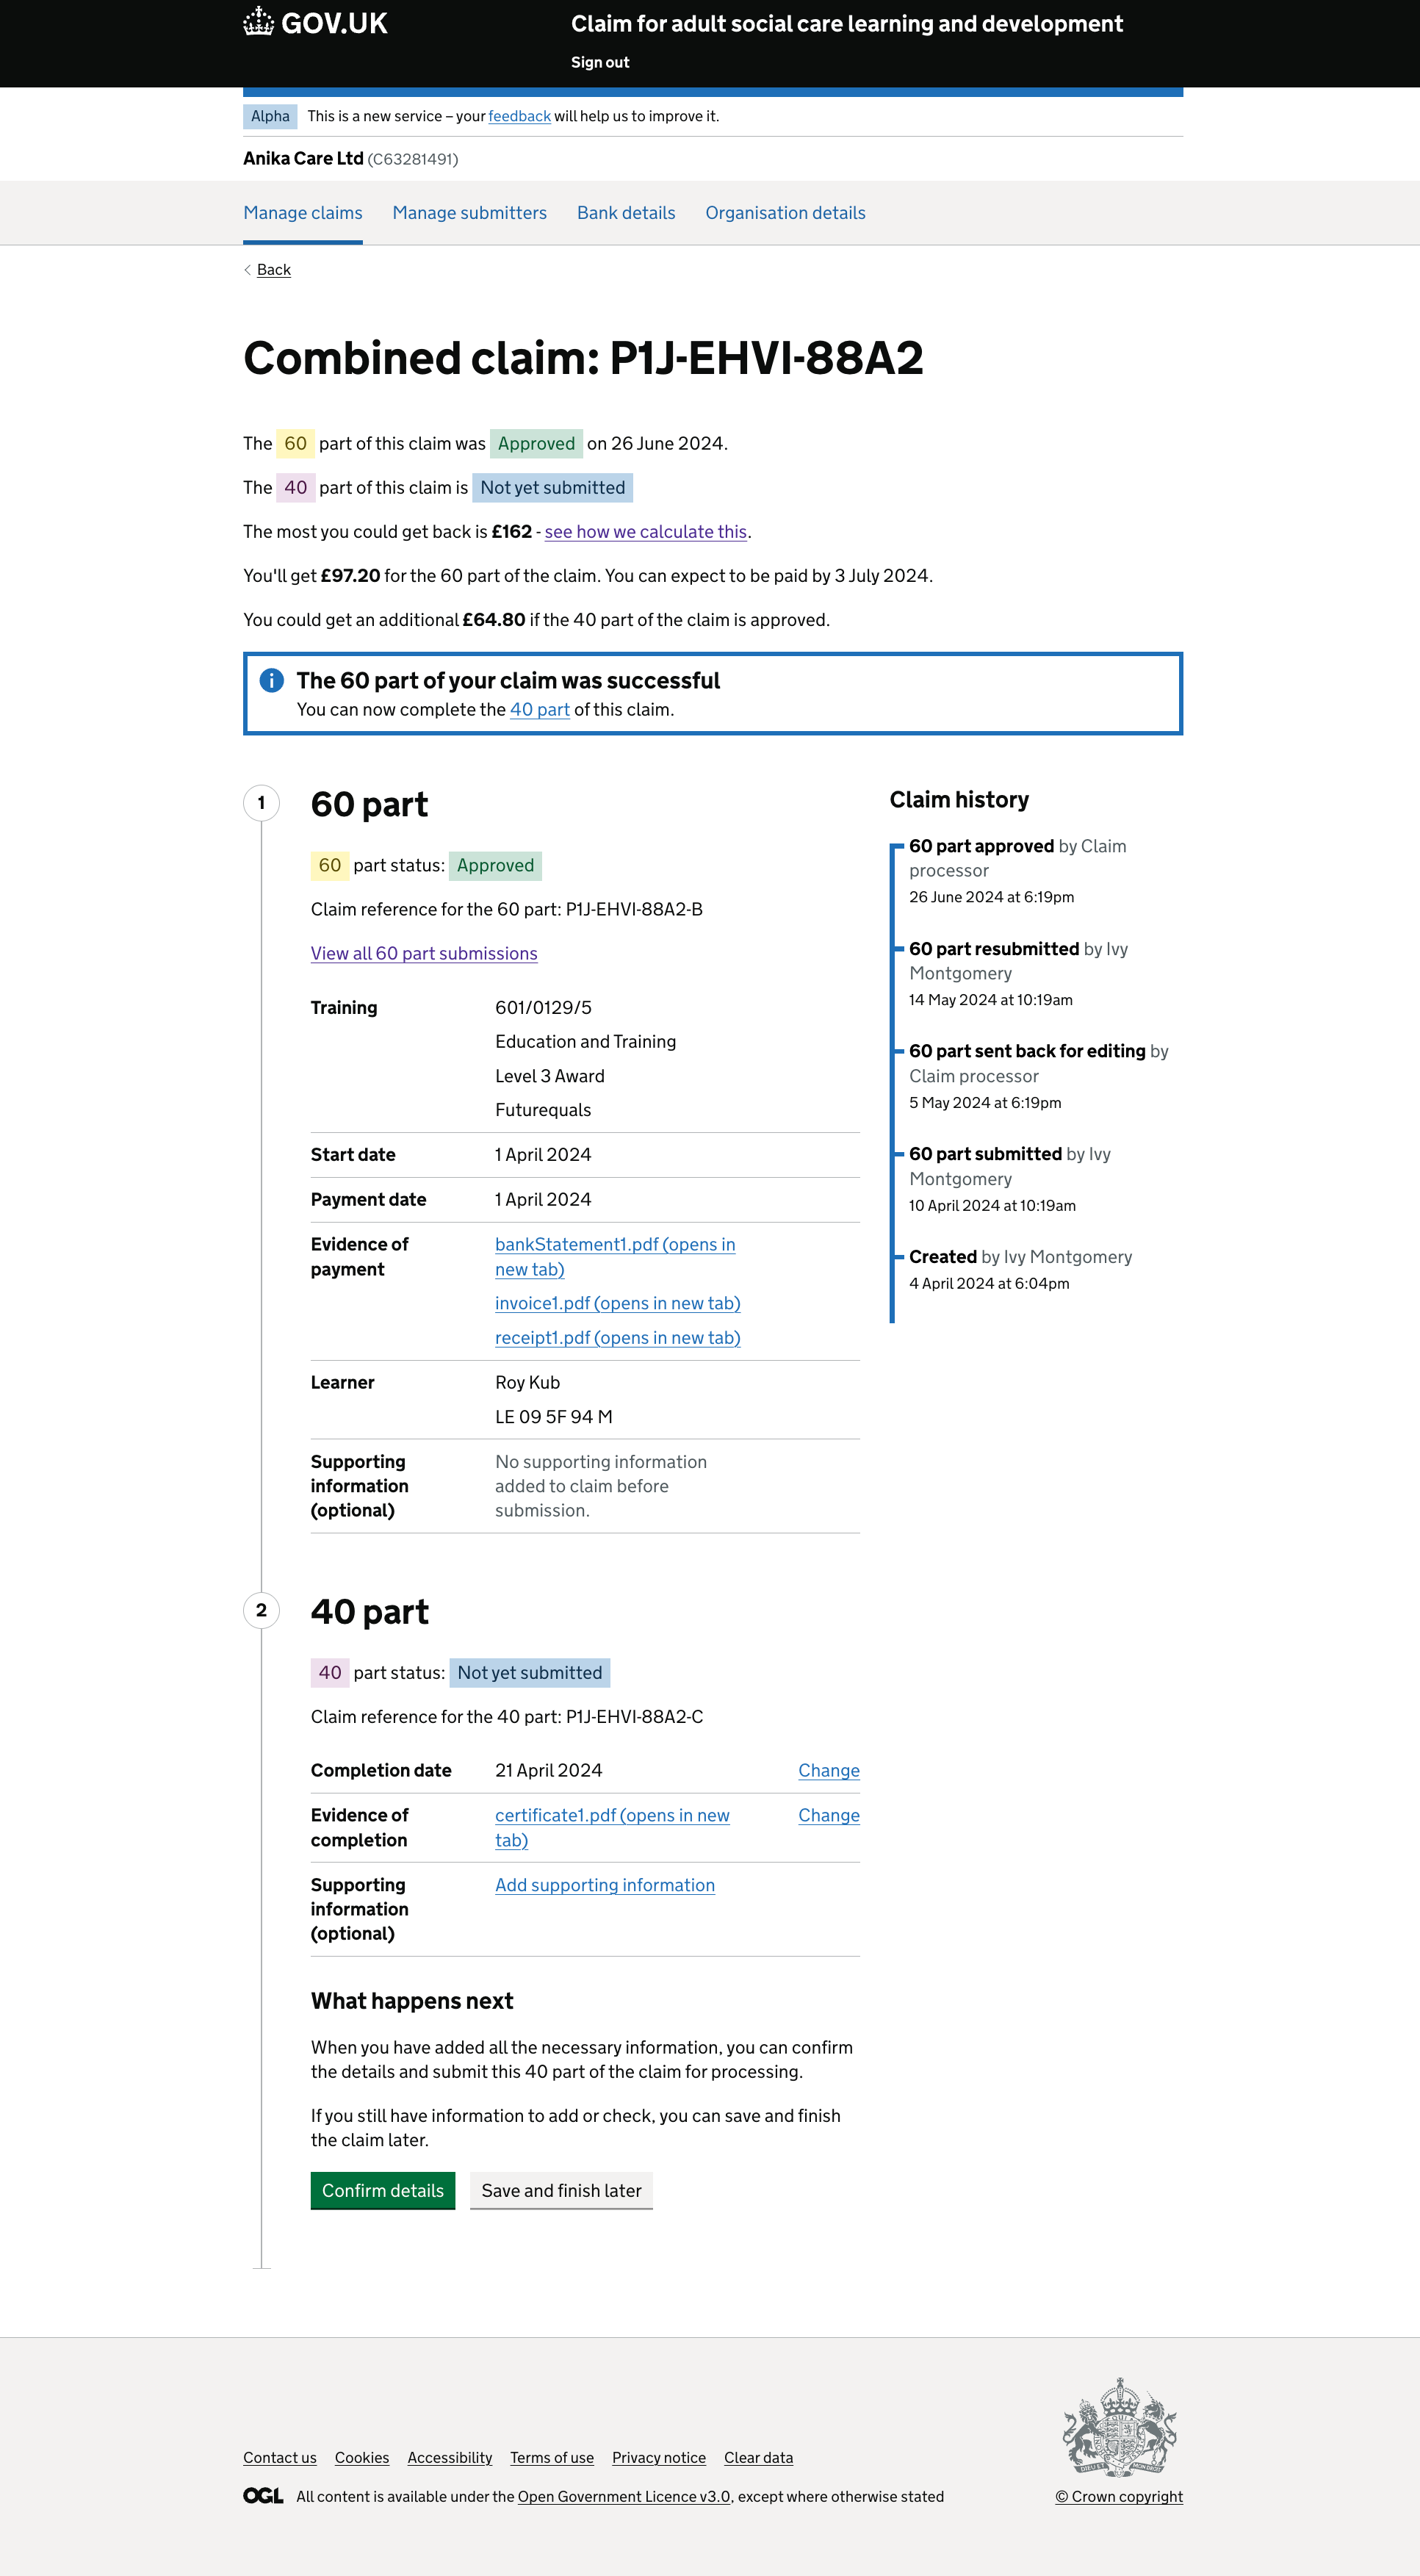 GOV.UK
Claim for adult social care learning and development
Sign out
Alpha This is a new service – your feedback will help us to improve it.
Anika Care Ltd (C63281491)
Manage claims Manage submitters Bank details Organisation details
Back
Combined claim: P1J-EHVI-88A2
The 60 part of this claim was Approved on 26 June 2024.
The 40 part of this claim is Not yet submitted
The most you could get back is £162 - see how we calculate this.
You'll get £97.20 for the 60 part of the claim. You can expect to be paid by 3 July 2024.
You could get an additional £64.80 if the 40 part of the claim is approved.
The 60 part of your claim was successful
You can now complete the 40 part of this claim.
1
60 part
60 part status: Approved
Claim reference for the 60 part: P1J-EHVI-88A2-B
View all 60 part submissions
Training 601/0129/5
Education and Training
Level 3 Award
Futurequals
Start date 1 April 2024
Payment date 1 April 2024
Evidence of
payment
bankStatement1.pdf (opens in
new tab)
invoice1.pdf (opens in new tab)
receipt1.pdf (opens in new tab)
Learner Roy Kub
LE 09 5F 94 M
Supporting
information
(optional)
No supporting information
added to claim before
submission.
Claim history
60 part approved by Claim
processor
26 June 2024 at 6:19pm
60 part resubmitted by Ivy
Montgomery
14 May 2024 at 10:19am
60 part sent back for editing by
Claim processor
5 May 2024 at 6:19pm
60 part submitted by Ivy
Montgomery
10 April 2024 at 10:19am
Created by Ivy Montgomery
4 April 2024 at 6:04pm
2
40 part
40 part status: Not yet submitted
Claim reference for the 40 part: P1J-EHVI-88A2-C
Completion date 21 April 2024 Change
Evidence of
completion
certificate1.pdf (opens in new
tab)
Change
Supporting
information
(optional)
Add supporting information
What happens next
When you have added all the necessary information, you can confirm
the details and submit this 40 part of the claim for processing.
If you still have information to add or check, you can save and finish
the claim later.
Confirm details Save and finish later
Contact us Cookies Accessibility Terms of use Privacy notice Clear data
OGL All content is available under the Open Government Licence v3.0, except where otherwise stated
DIEU ET MON DROIT
© Crown copyright